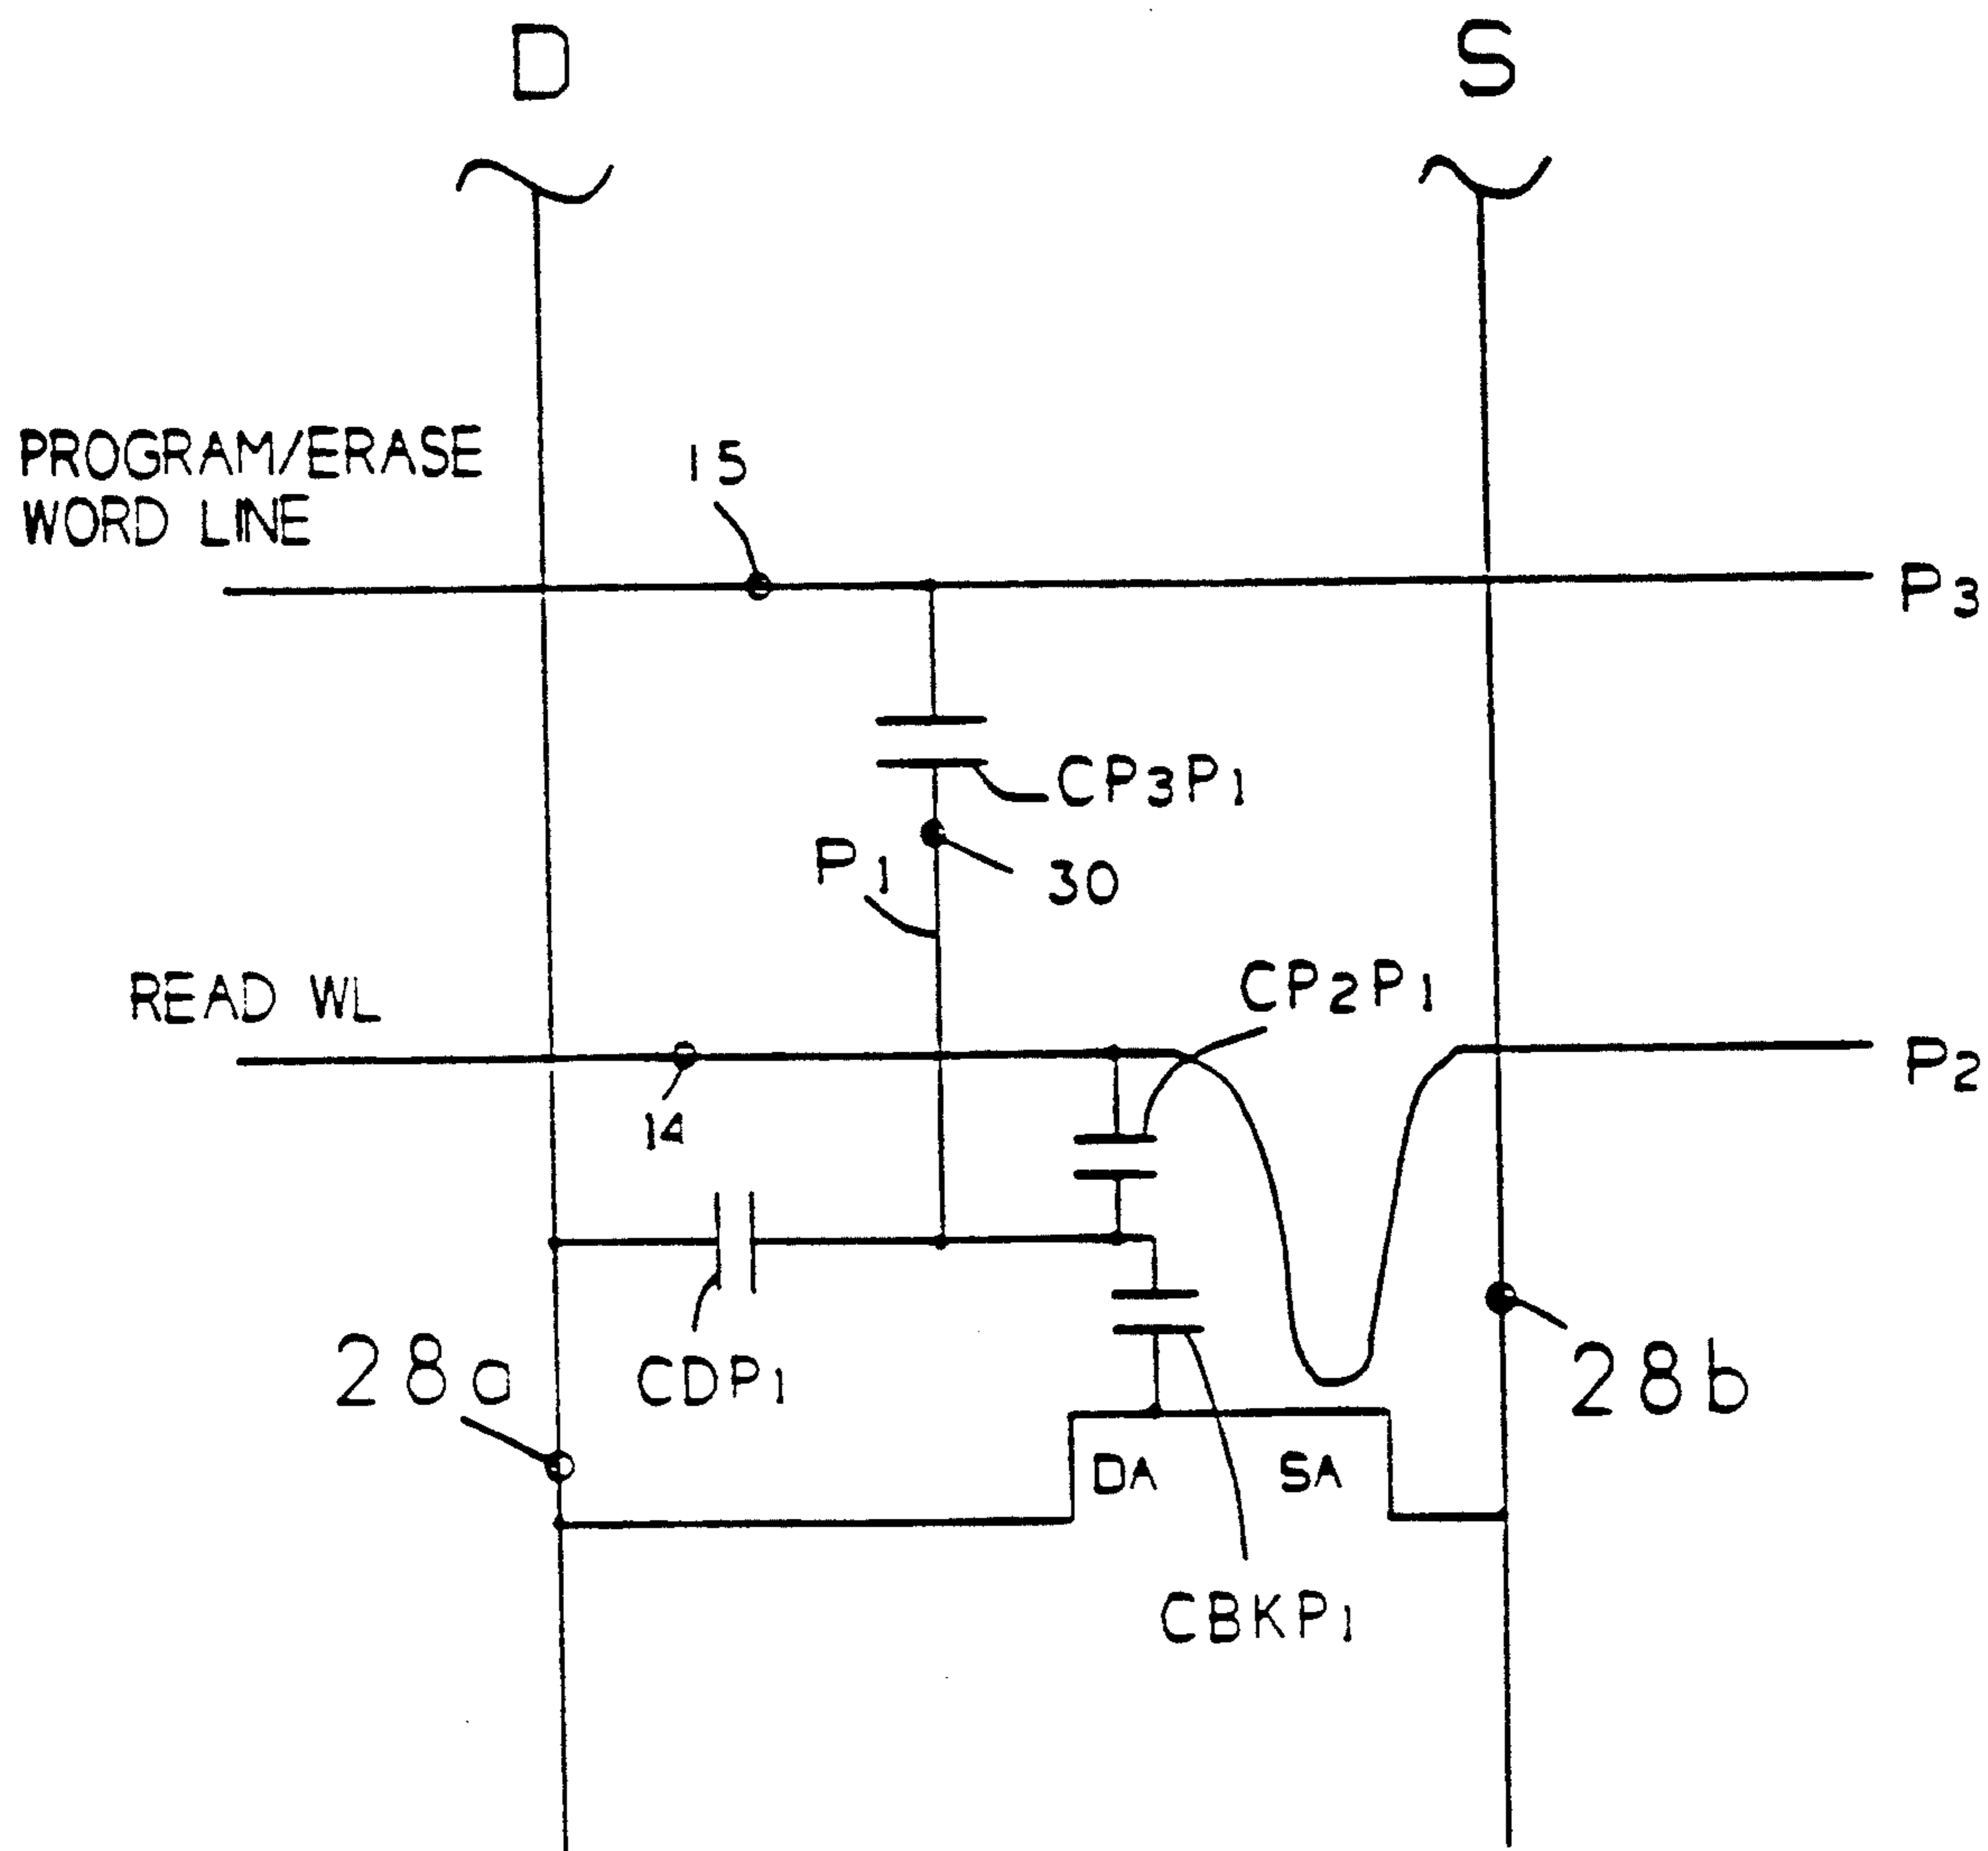 D
S
PROGRAM/ERASE
WORD LINE
15
P3
CP3P1
P1
30
READ WL
CP2P1
P2
14
28a
CDP1
28b
DA
SA
CBKP1